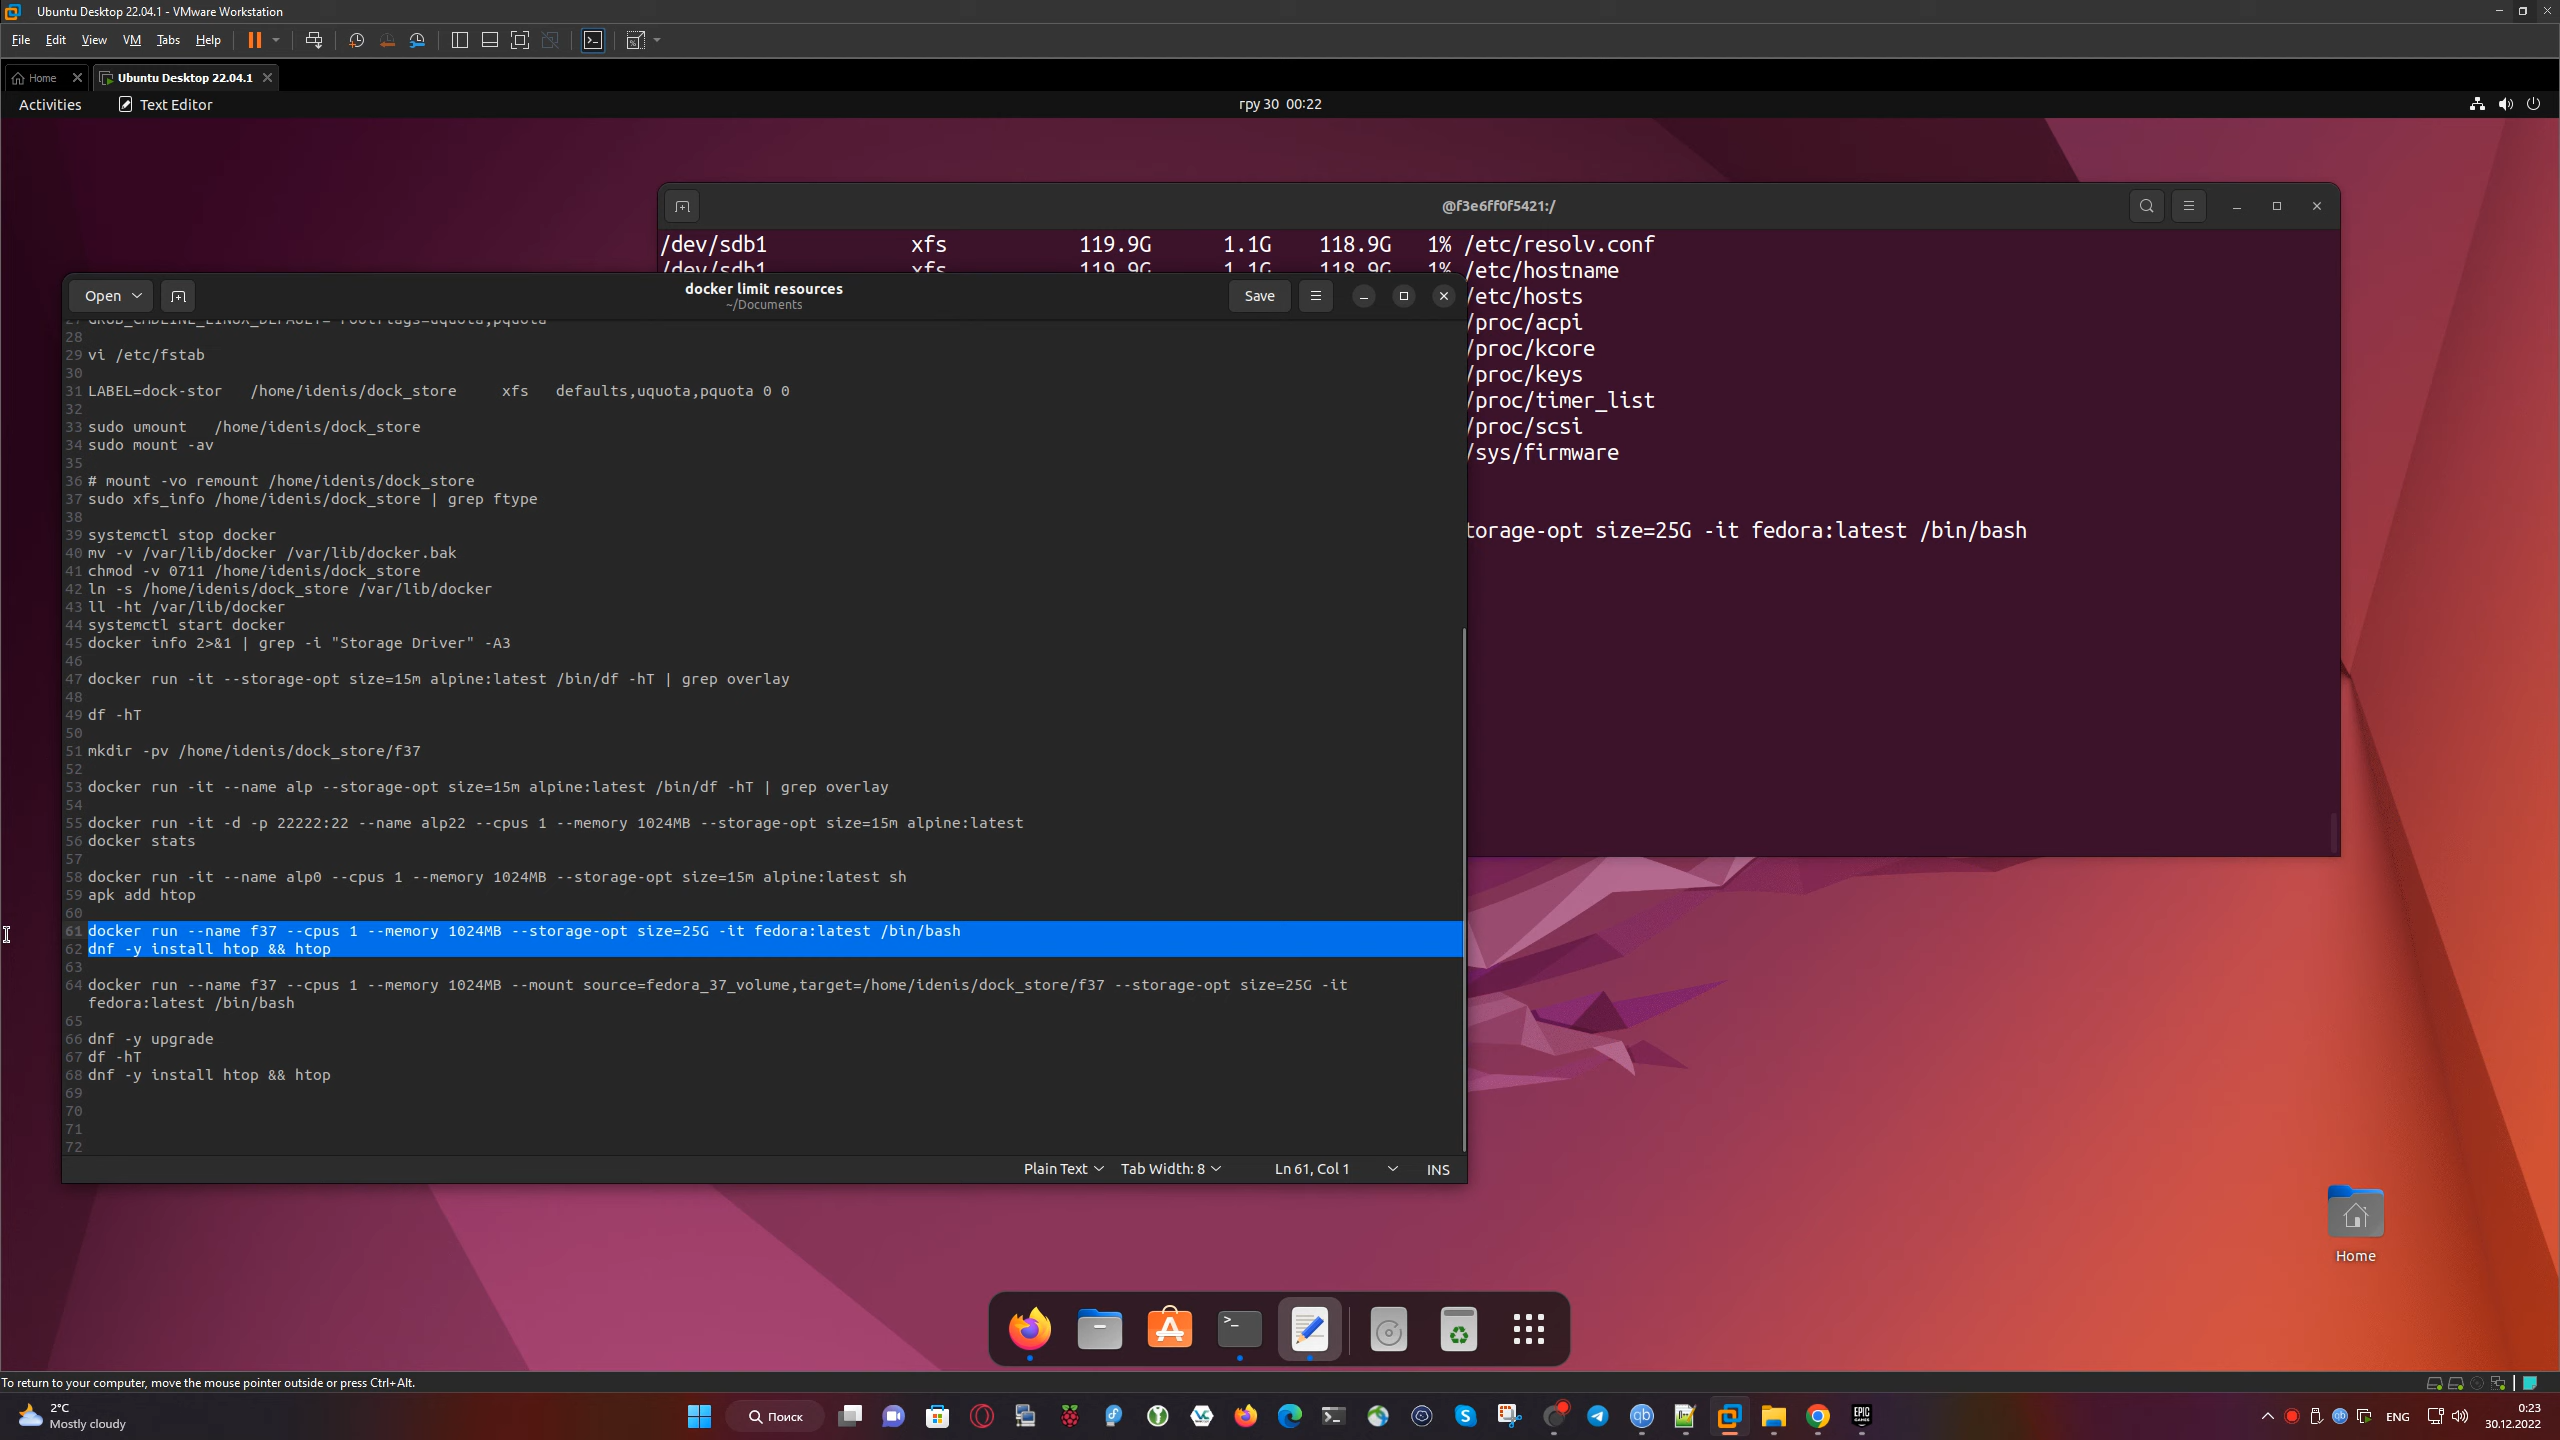 Ubuntu Desktop 22.04.1 - VMware Workstation
File Edit View VM Tabs Help
Home
Ubuntu Desktop 22.04.1
Activities
Text Editor
гру 30 00:22
@f3e6ff0f5421:/
/dev/sdb1 xfs 119.9G 1.1G 118.9G 1% /etc/resolv.conf
/dev/sdb1 xfs 119.9G 1.1G 118.9G 1% /etc/hostname
/etc/hosts
/proc/acpi
/proc/kcore
/proc/keys
/proc/timer_list
/proc/scsi
/sys/firmware
torage-opt size=25G -it fedora:latest /bin/bash
Open
docker limit resources
~/Documents
Save
28
29 vi /etc/fstab
30
31 LABEL=dock-stor /home/idenis/dock_store xfs defaults,uquota,pquota 0 0
32
33 sudo umount /home/idenis/dock_store
34 sudo mount -av
35
36 # mount -vo remount /home/idenis/dock_store
37 sudo xfs_info /home/idenis/dock_store | grep ftype
38
39 systemctl stop docker
40 mv -v /var/lib/docker /var/lib/docker.bak
41 chmod -v 0711 /home/idenis/dock_store
42 ln -s /home/idenis/dock_store /var/lib/docker
43 ll -ht /var/lib/docker
44 systemctl start docker
45 docker info 2>&1 | grep -i "Storage Driver" -A3
46
47 docker run -it --storage-opt size=15m alpine:latest /bin/df -hT | grep overlay
48
49 df -hT
50
51 mkdir -pv /home/idenis/dock_store/f37
52
53 docker run -it --name alp --storage-opt size=15m alpine:latest /bin/df -hT | grep overlay
54
55 docker run -it -d -p 22222:22 --name alp22 --cpus 1 --memory 1024MB --storage-opt size=15m alpine:latest
56 docker stats
57
58 docker run -it --name alp0 --cpus 1 --memory 1024MB --storage-opt size=15m alpine:latest sh
59 apk add htop
60
61 docker run --name f37 --cpus 1 --memory 1024MB --storage-opt size=25G -it fedora:latest /bin/bash
62 dnf -y install htop && htop
63
64 docker run --name f37 --cpus 1 --memory 1024MB --mount source=fedora_37_volume,target=/home/idenis/dock_store/f37 --storage-opt size=25G -it
fedora:latest /bin/bash
65
66 dnf -y upgrade
67 df -hT
68 dnf -y install htop && htop
69
70
71
72
Plain Text Tab Width: 8 Ln 61, Col 1 INS
Home
To return to your computer, move the mouse pointer outside or press Ctrl+Alt.
2°C
Mostly cloudy
Поиск
EPIC
GAMES
ENG
0:23
30.12.2022